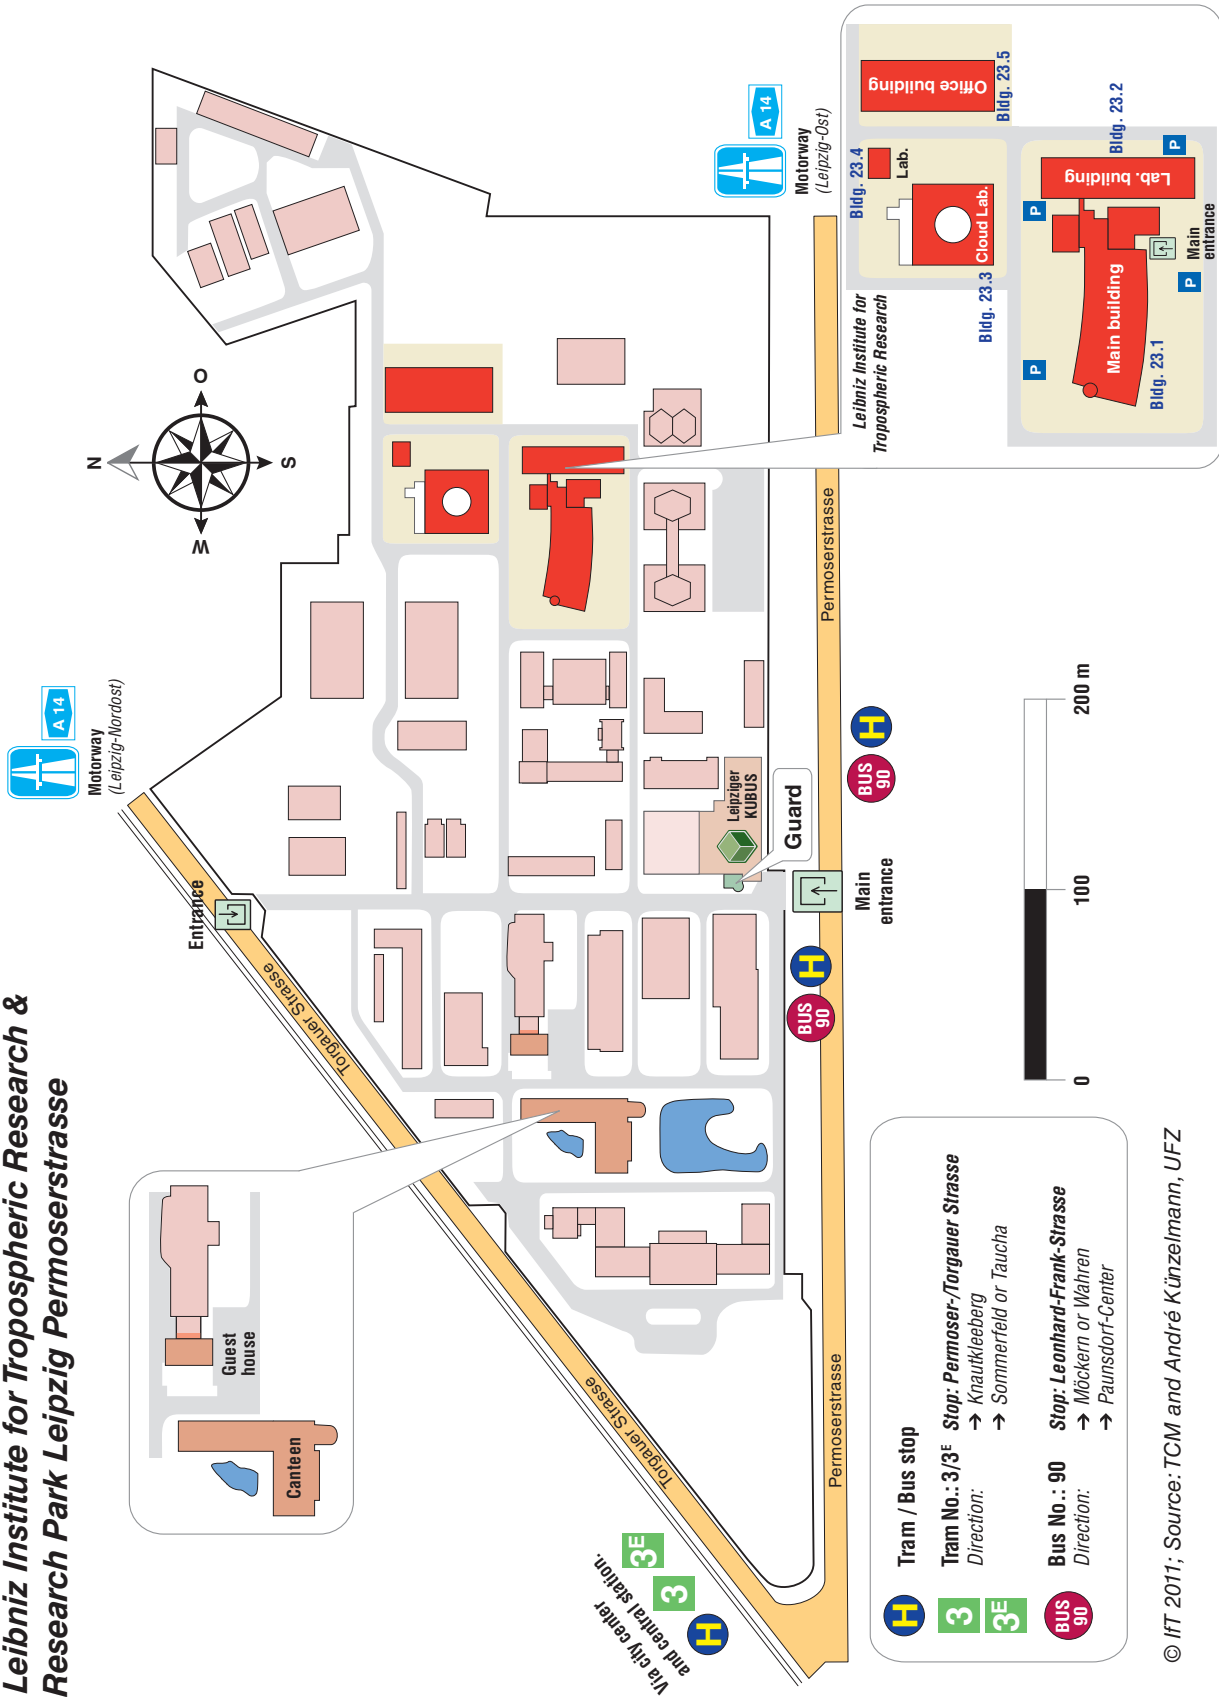 Leibniz Institute for Tropospheric Research &
Research Park Leipzig Permoserstrasse
A 14
Motorway
(Leipzig-Nordost)
N
O
S
W
Entrance
Torgauer Strasse
Guest
house
Canteen
Torgauer Strasse
Via city center
and central station.
H
3
3E
Leipziger
KUBUS
Guard
Main
entrance
BUS
90
H
BUS
90
H
Permoserstrasse
Permoserstrasse
A 14
Motorway
(Leipzig-Ost)
Leibniz Institute for
Tropospheric Research
Office building
Bldg. 23.5
Bldg. 23.4
Lab.
Cloud Lab.
Bldg. 23.3
Bldg. 23.2
Lab. building
P
P
P
P
Main
entrance
Main building
Bldg. 23.1
0
100
200 m
H
Tram / Bus stop
3
3E
Tram No.: 3/3E Stop: Permoser-/Torgauer Strasse
Direction: → Knautkleeberg
→ Sommerfeld or Taucha
BUS
90
Bus No.: 90 Stop: Leonhard-Frank-Strasse
Direction: → Möckern or Wahren
→ Paunsdorf-Center
© IfT 2011; Source: TCM and André Künzelmann, UFZ